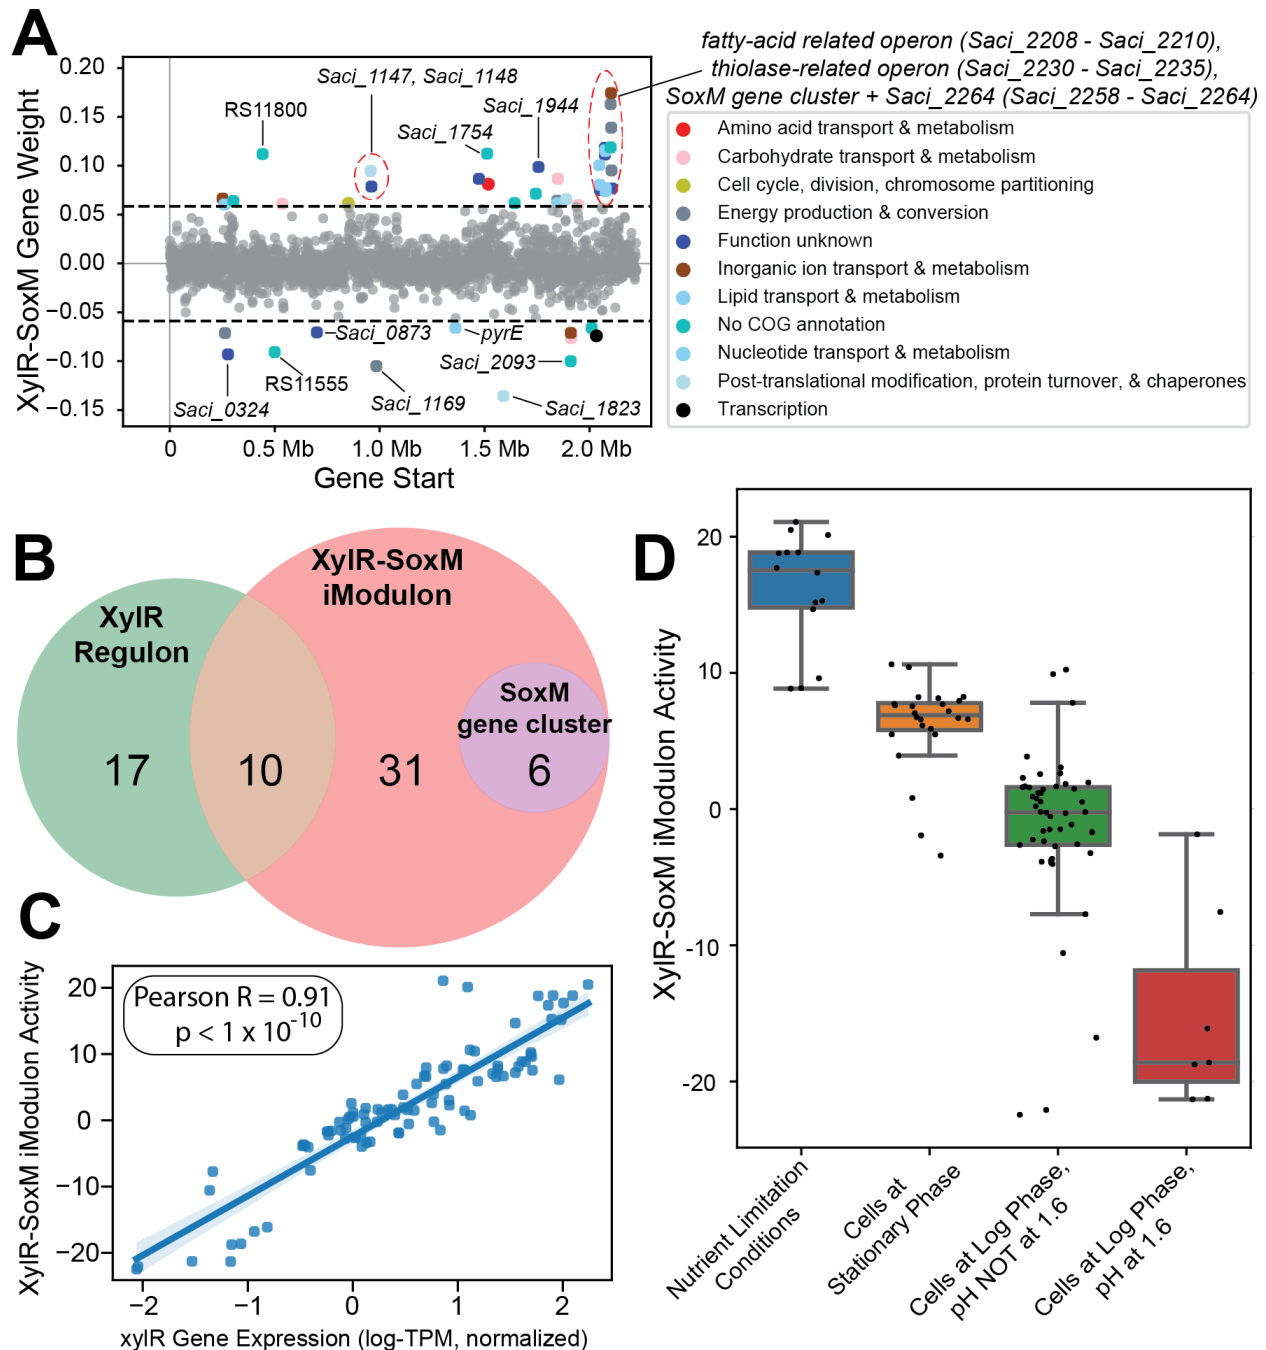 A
fatty-acid related operon (Saci_2208 - Saci_2210),
thiolase-related operon (Saci_2230 - Saci_2235),
SoxM gene cluster + Saci_2264 (Saci_2258 - Saci_2264)
XylR-SoxM Gene Weight
0.20
0.15
0.10
0.05
0.00
−0.05
−0.10
−0.15
RS11800
Saci_1147, Saci_1148
Saci_1754
Saci_1944
Saci_0324
RS11555
Saci_0873
Saci_1169
pyrE
Saci_2093
Saci_1823
0
0.5 Mb
1.0 Mb
1.5 Mb
2.0 Mb
Gene Start
Amino acid transport & metabolism
Carbohydrate transport & metabolism
Cell cycle, division, chromosome partitioning
Energy production & conversion
Function unknown
Inorganic ion transport & metabolism
Lipid transport & metabolism
No COG annotation
Nucleotide transport & metabolism
Post-translational modification, protein turnover, & chaperones
Transcription
B
XylR
Regulon
XylR-SoxM
iModulon
SoxM
gene cluster
17
10
31
6
C
XylR-SoxM iModulon Activity
20
10
0
−10
−20
Pearson R = 0.91
p < 1 x 10-10
−2
−1
0
1
2
xylR Gene Expression (log-TPM, normalized)
D
XylR-SoxM iModulon Activity
20
10
0
-10
-20
Nutrient Limitation
Conditions
Cells at
Stationary Phase
Cells at Log Phase,
pH NOT at 1.6
Cells at Log Phase,
pH at 1.6